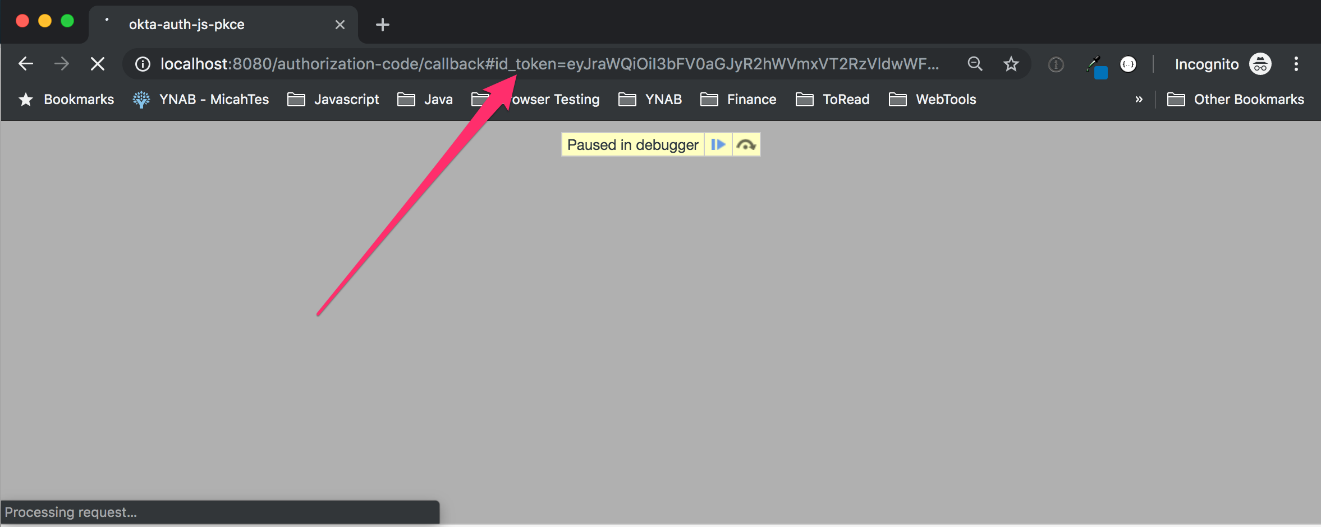 okta-auth-js-pkce
localhost:8080/authorization-code/callback#id_token=eyJraWQiOiI3bFV0aGJyR2hWVmxVT2RzVldwWF...
Incognito
Bookmarks YNAB - MicahTes Javascript Java rowser Testing YNAB Finance ToRead WebTools » Other Bookmarks
Paused in debugger
Processing request...